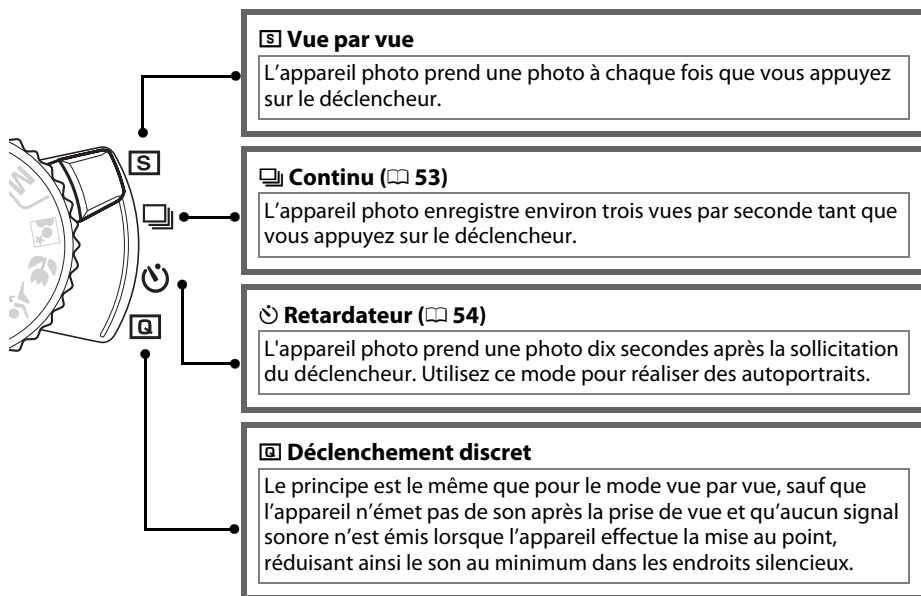 S Vue par vue
L'appareil photo prend une photo à chaque fois que vous appuyez
sur le déclencheur.
Continu (53)
L'appareil photo enregistre environ trois vues par seconde tant que
vous appuyez sur le déclencheur.
Retardateur (54)
L'appareil photo prend une photo dix secondes après la sollicitation
du déclencheur. Utilisez ce mode pour réaliser des autoportraits.
Q Déclenchement discret
Le principe est le même que pour le mode vue par vue, sauf que
l'appareil n'émet pas de son après la prise de vue et qu'aucun signal
sonore n'est émis lorsque l'appareil effectue la mise au point,
réduisant ainsi le son au minimum dans les endroits silencieux.
S
M
Q